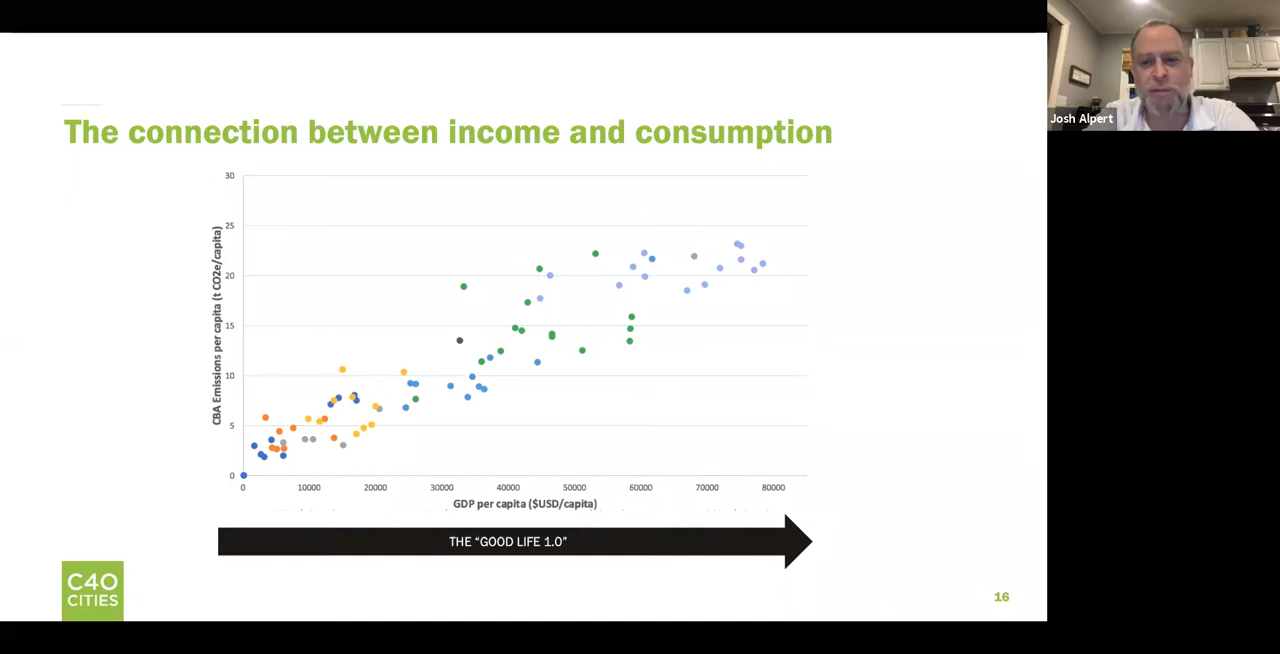 Josh Alpert
The connection between income and consumption
CBA Emissions per capita (t CO2e/capita)
30
25
20
15
10
5
0
0 10000 20000 30000 40000 50000 60000 70000 80000
GDP per capita ($USD/capita)
THE “GOOD LIFE 1.0”
C40
CITIES
16